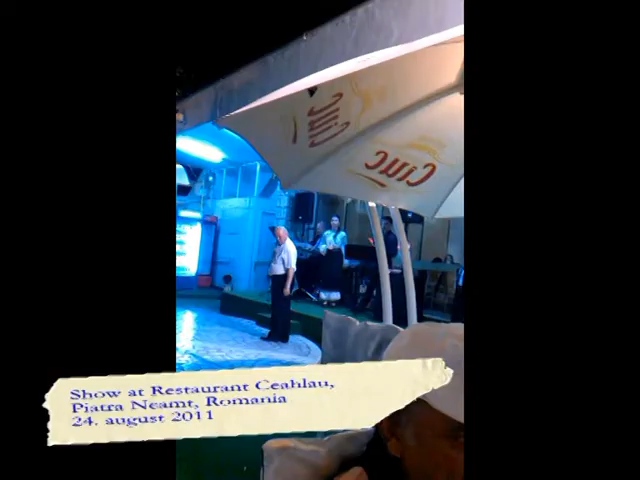 Ciuc
Ciuc
Show at Restaurant Ceahlau,
Piatra Neamt, Romania
24. august 2011